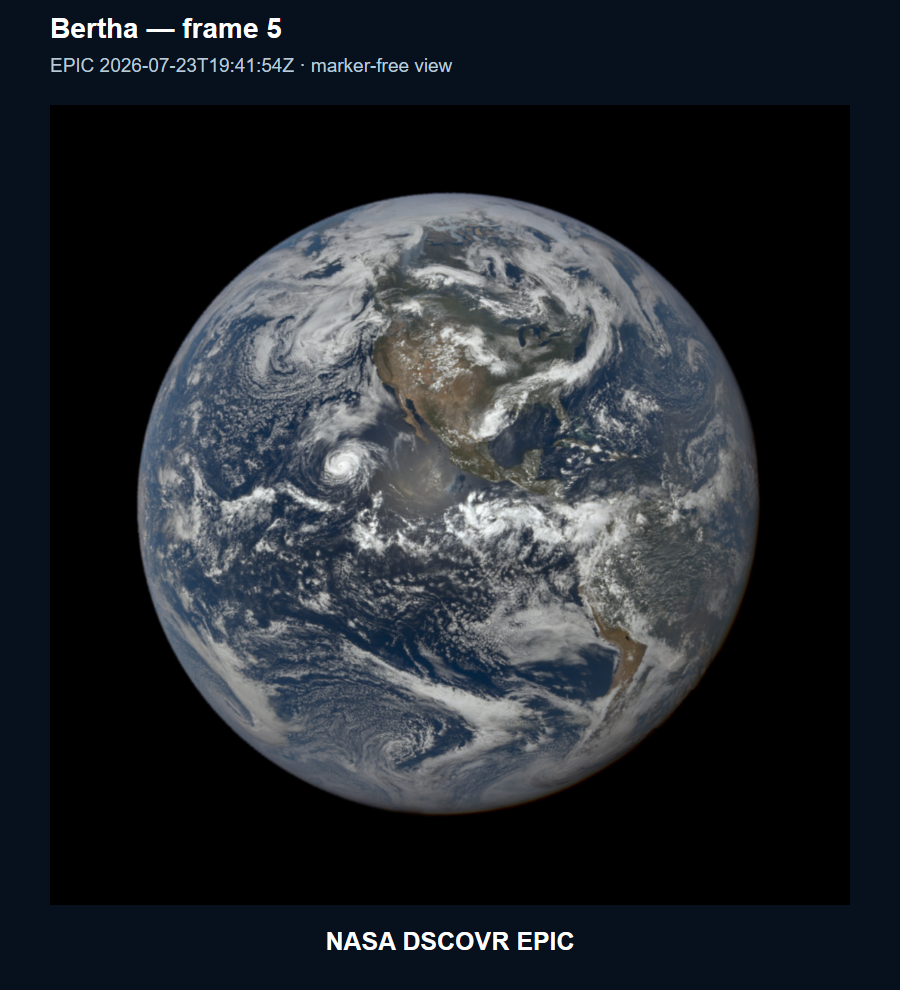 Bertha — frame 5
EPIC 2026-07-23T19:41:54Z · marker-free view
NASA DSCOVR EPIC